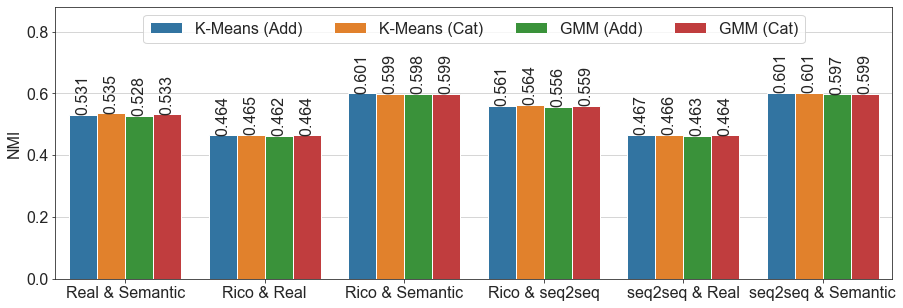 K-Means (Add) K-Means (Cat) GMM (Add) GMM (Cat)
NMI
0.8
0.6
0.4
0.2
0.0
0.531 0.535 0.528 0.533
0.464 0.465 0.462 0.464
0.601 0.599 0.598 0.599
0.561 0.564 0.556 0.559
0.467 0.466 0.463 0.464
0.601 0.601 0.597 0.599
Real & Semantic Rico & Real Rico & Semantic Rico & seq2seq seq2seq & Real seq2seq & Semantic